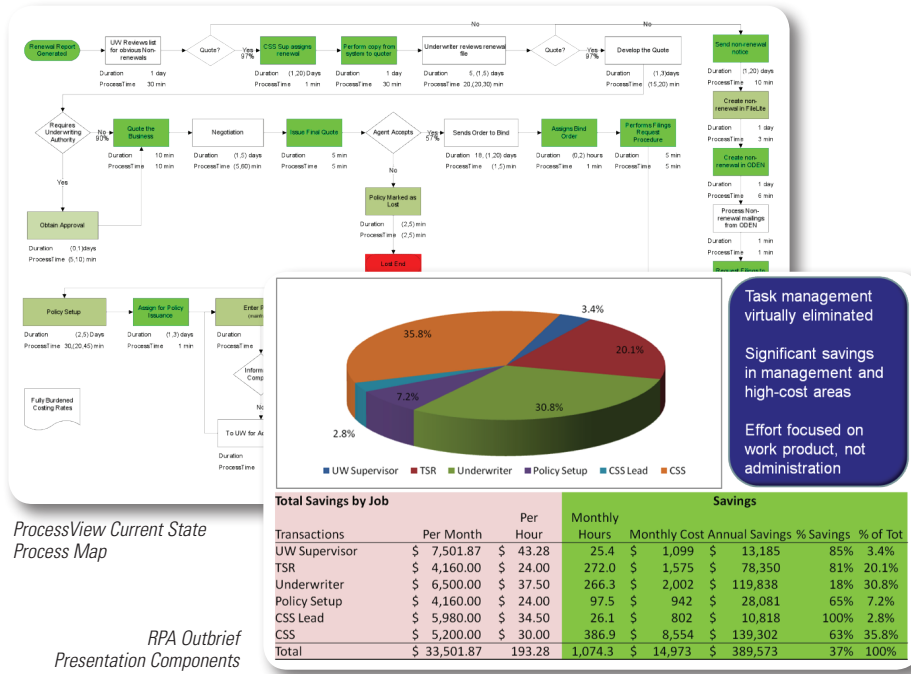 No
No
Renewal Report
Generated
UW Reviews list
for obvious Non-
renewals
Duration 1 day
ProcessTime 30 min
Quote?
Yes
97%
CSS Sup assigns
renewal
Duration (1,20) Days
ProcessTime 1 min
Perform copy from
system to quotor
Duration 1 day
ProcessTime 30 min
Underwriter reviews renewal
file
Duration 5, (1,5) days
ProcessTime 20,(20,30) min
Quote?
Yes
97%
Develop the Quote
Duration (1,3)days
ProcessTime (15,20) min
Send non-renewal
notice
Duration (1,20) days
ProcessTime 10 min
Create non-
renewal in FileLite
Duration 1 day
ProcessTime 3 min
Create non-
renewal in ODEN
Duration 1 day
ProcessTime 6 min
Process Non-
renewal mailings
from ODEN
Duration 1 min
ProcessTime 1 min
Requires
Underwriting
Authority
No
90%
Yes
Quote the
Business
Duration 10 min
ProcessTime 10 min
Negotiation
Duration (1,5) days
ProcessTime (5,60) min
Issue Final Quote
Duration 5 min
ProcessTime 5 min
Agent Accepts
Yes
57%
No
Sends Order to Bind
Duration 18, (1,20) days
ProcessTime (1,5) min
Assigns Bind
Order
Duration (0,2) hours
ProcessTime 1 min
Performs Filings
Request
Procedure
Duration 5 min
ProcessTime 5 min
Obtain Approval
Duration (0,1)days
ProcessTime (5,10) min
Policy Marked as
Lost
Duration (2,5) min
ProcessTime (2,5) min
Lost End
Policy Setup
Duration (2,5) Days
ProcessTime 30,(20,45) min
Assign for Policy
Issuance
Duration (1,3) days
ProcessTime 1 min
Enter
No
To UW for
Duration
ProcessTime
Fully Burdened
Costing Rates
3.4%
20.1%
30.8%
7.2%
2.8%
35.8%
UW Supervisor TSR Underwriter Policy Setup CSS Lead CSS
Task management
virtually eliminated
Significant savings
in management and
high-cost areas
Effort focused on
work product, not
administration
Total Savings by Job Savings
Per Monthly
Transactions Per Month Hour Hours Monthly Cost Annual Savings % Savings % of Tot
UW Supervisor $ 7,501.87 $ 43.28 25.4 $ 1,099 $ 13,185 85% 3.4%
TSR $ 4,160.00 $ 24.00 272.0 $ 1,575 $ 78,350 81% 20.1%
Underwriter $ 6,500.00 $ 37.50 266.3 $ 2,002 $ 119,838 18% 30.8%
Policy Setup $ 4,160.00 $ 24.00 97.5 $ 942 $ 28,081 65% 7.2%
CSS Lead $ 5,980.00 $ 34.50 26.1 $ 802 $ 10,818 100% 2.8%
CSS $ 5,200.00 $ 30.00 386.9 $ 8,554 $ 139,302 63% 35.8%
Total $ 33,501.87 193.28 1,074.3 $ 14,973 $ 389,573 37% 100%
ProcessView Current State
Process Map
RPA Outbrief
Presentation Components